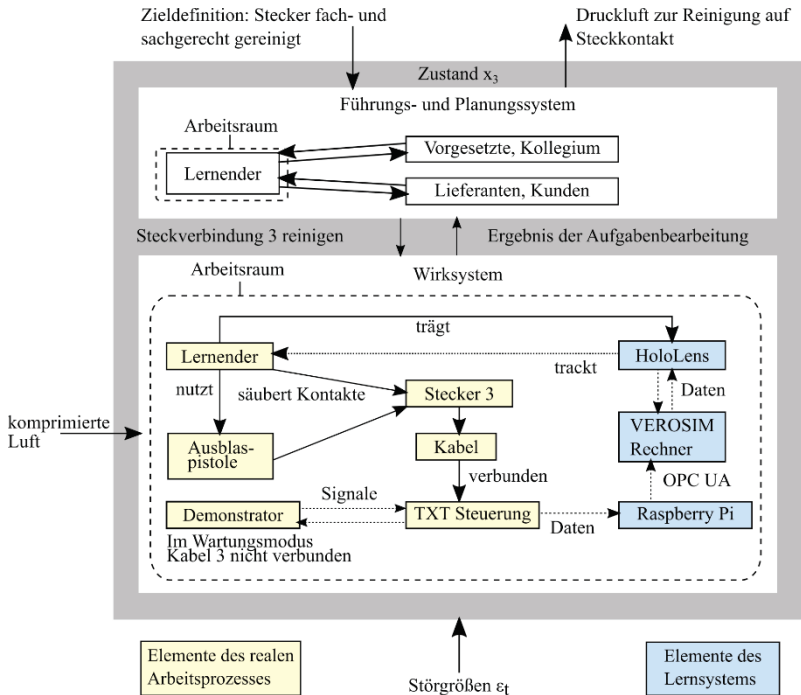 Zieldefinition: Stecker fach- und
sachgerecht gereinigt
Druckluft zur Reinigung auf
Steckkontakt
Zustand x₃
Führungs- und Planungssystem
Arbeitsraum
Lernender
Vorgesetzte, Kollegium
Lieferanten, Kunden
Steckverbindung 3 reinigen
Ergebnis der Aufgabenbearbeitung
Arbeitsraum
Wirksystem
trägt
Lernender
HoloLens
trackt
nutzt
säubert Kontakte
Stecker 3
Daten
komprimierte
Luft
Ausblas-
pistole
Kabel
VEROSIM
Rechner
verbunden
OPC UA
Signale
Demonstrator
TXT Steuerung
Daten
Raspberry Pi
Im Wartungsmodus
Kabel 3 nicht verbunden
Elemente des realen
Arbeitsprozesses
Störgrößen εₜ
Elemente des
Lernsystems